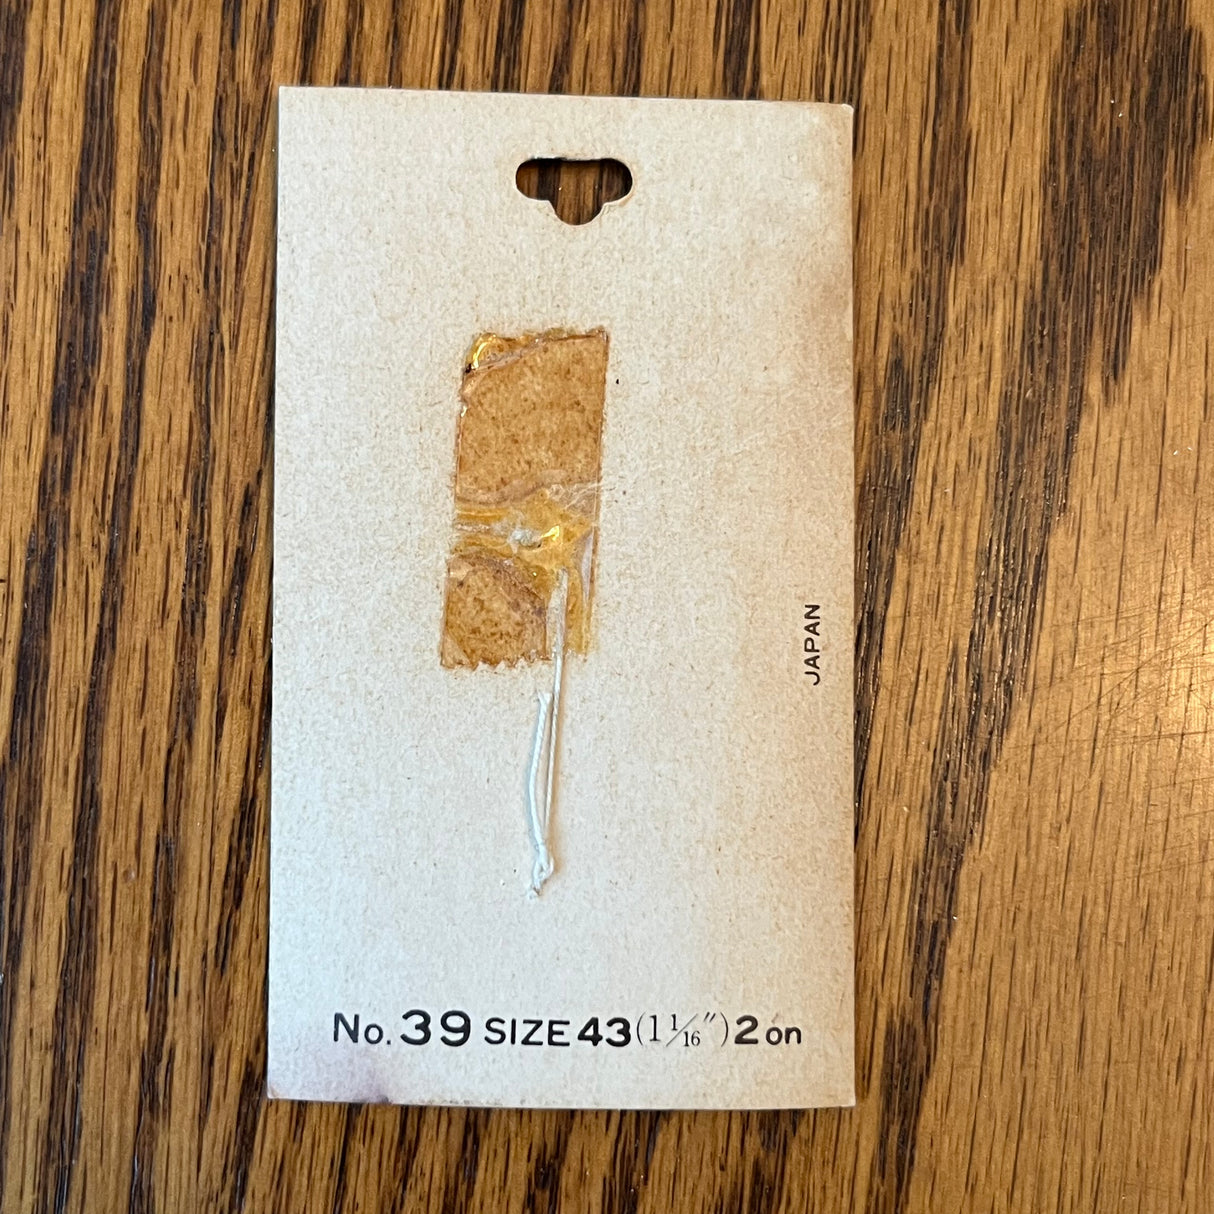 JAPAN
No. 39 SIZE 43 (1 1/16″) 2 on